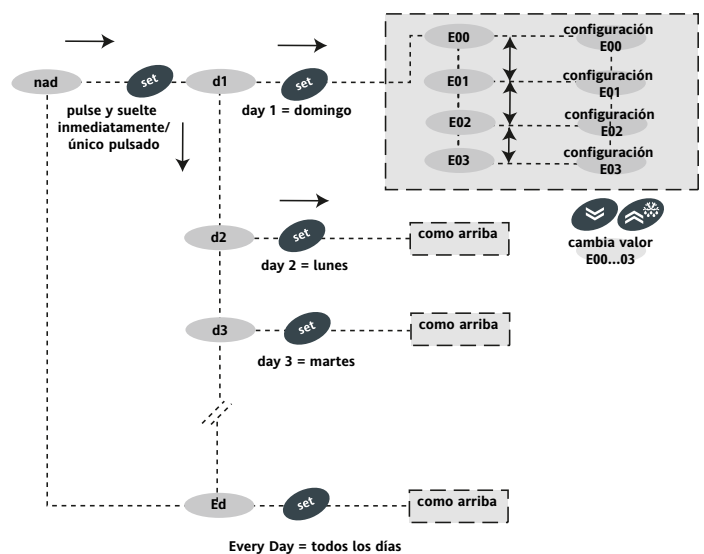 nad
set
d1
set
E00
configuración
E00
E01
configuración
E01
E02
configuración
E02
E03
configuración
E03
pulse y suelte
inmediatamente/
único pulsado
day 1 = domingo
cambia valor
E00...03
d2
set
como arriba
day 2 = lunes
d3
set
como arriba
day 3 = martes
Ed
set
como arriba
Every Day = todos los días